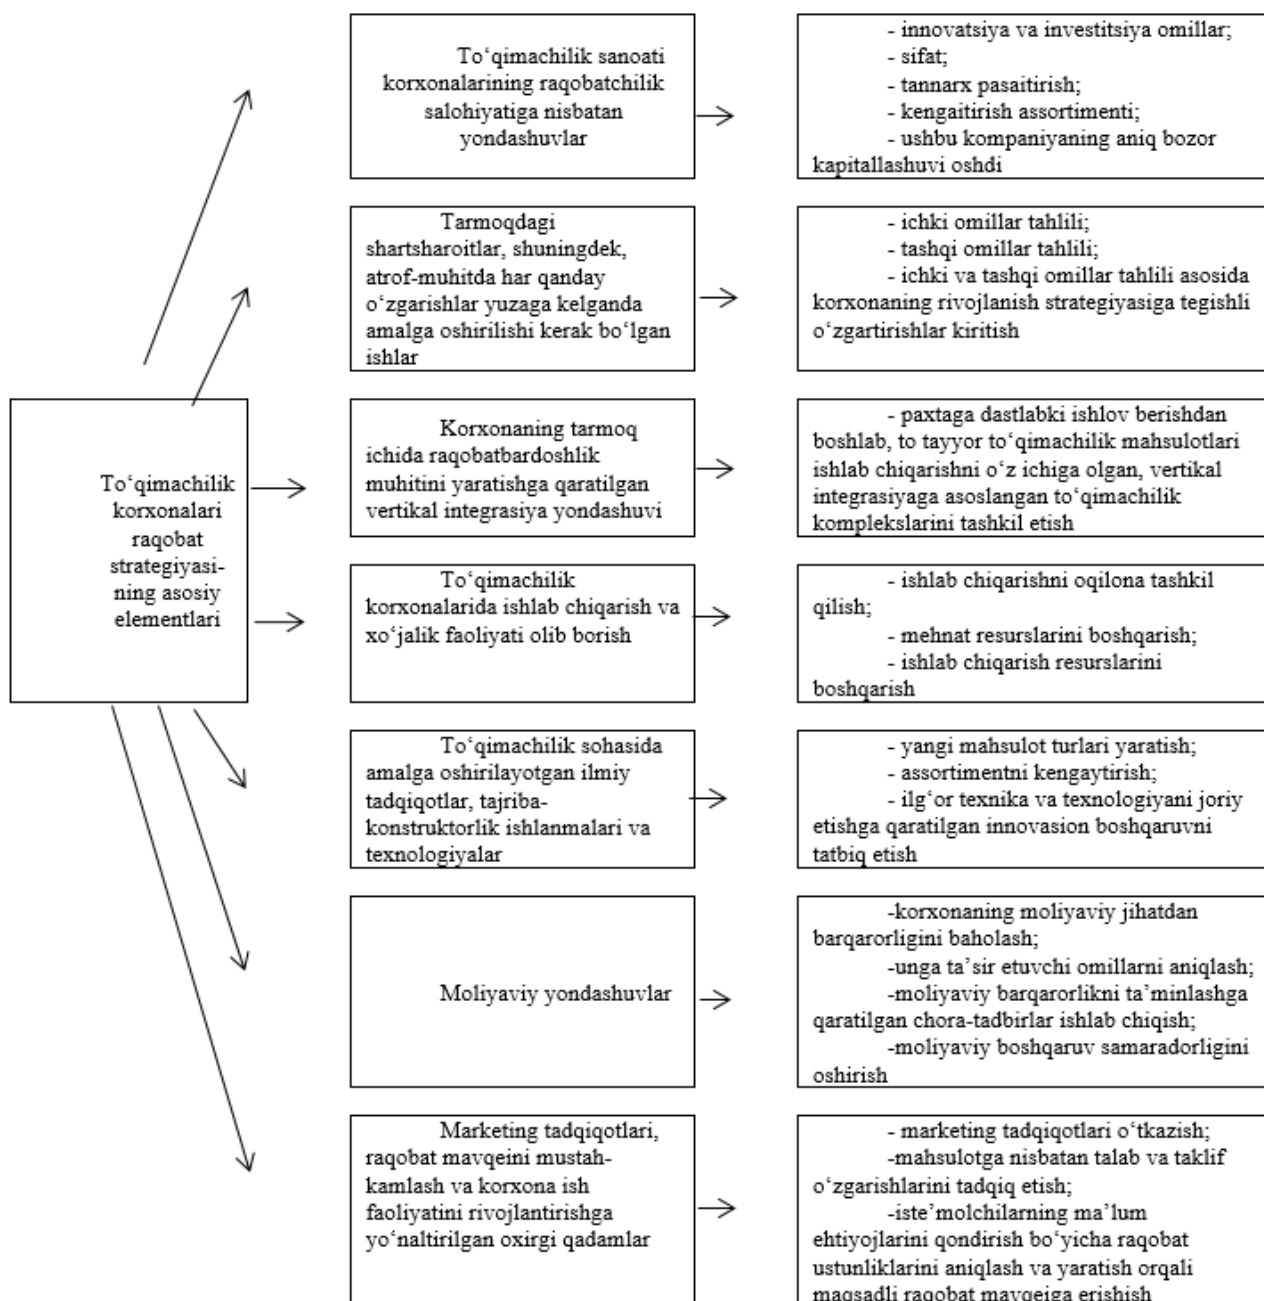 To‘qimachilik
korxonalari
raqobat
strategiyasi-
ning asosiy
elementlari
To‘qimachilik sanoati
korxonalarining raqobatchilik
salohiyatiga nisbatan
yondashuvlar
- innovatsiya va investitsiya omillar;
- sifat;
- tannarx pasaitirish;
- kengaitirish assortimenti;
- ushbu kompaniyaning aniq bozor
kapitallashuvi oshdi
Tarmoqdagi
shartsharoitlar, shuningdek,
atrof-muhitda har qanday
o‘zgarishlar yuzaga kelganda
amalga oshirilishi kerak bo‘lgan
ishlar
- ichki omillar tahlili;
- tashqi omillar tahlili;
- ichki va tashqi omillar tahlili asosida
korxonaning rivojlanish strategiyasiga tegishli
o‘zgartirishlar kiritish
Korxonaning tarmoq
ichida raqobatbardoshlik
muhitini yaratishga qaratilgan
vertikal integrasiya yondashuvi
- paxtaga dastlabki ishlov berishdan
boshlab, to tayyor to‘qimachilik mahsulotlari
ishlab chiqarishni o‘z ichiga olgan, vertikal
integrasiyaga asoslangan to‘qimachilik
komplekslarini tashkil etish
To‘qimachilik
korxonalarida ishlab chiqarish va
xo‘jalik faoliyati olib borish
- ishlab chiqarishni oqilona tashkil
qilish;
- mehnat resurslarini boshqarish;
- ishlab chiqarish resurslarini
boshqarish
To‘qimachilik sohasida
amalga oshirilayotgan ilmiy
tadqiqotlar, tajriba-
konstruktorlik ishlanmalari va
texnologiyalar
- yangi mahsulot turlari yaratish;
- assortimentni kengaytirish;
- ilg‘or texnika va texnologiyani joriy
etishga qaratilgan innovasion boshqaruvni
tatbiq etish
Moliyaviy yondashuvlar
-korxonaning moliyaviy jihatdan
barqarorligini baholash;
-unga ta’sir etuvchi omillarni aniqlash;
-moliyaviy barqarorlikni ta’minlashga
qaratilgan chora-tadbirlar ishlab chiqish;
-moliyaviy boshqaruv samaradorligini
oshirish
Marketing tadqiqotlari,
raqobat mavqeini mustah-
kamlash va korxona ish
faoliyatini rivojlantirishga
yo‘naltirilgan oxirgi qadamlar
- marketing tadqiqotlari o‘tkazish;
-mahsulotga nisbatan talab va taklif
o‘zgarishlarini tadqiq etish;
-iste’molchilarning ma’lum
ehtiyojlarini qondirish bo‘yicha raqobat
ustunliklarini aniqlash va yaratish orqali
maqsadli raqobat mavqeiga erishish